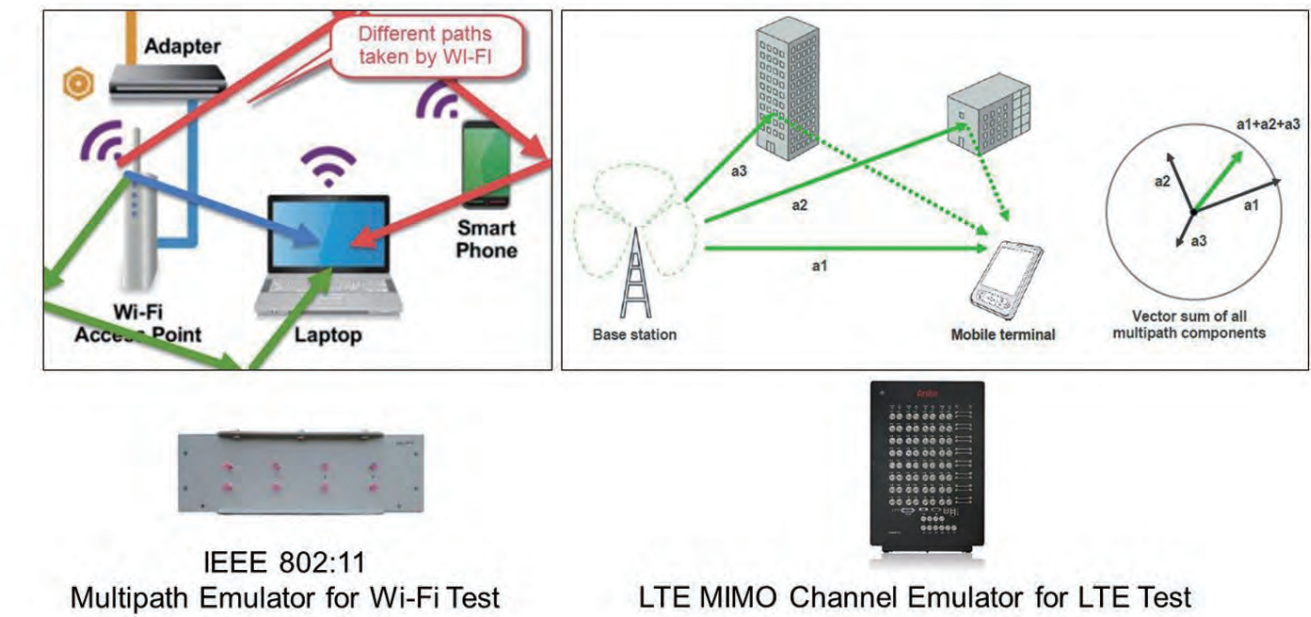 Adapter
Different paths
taken by WI-FI
Smart
Phone
Wi-Fi
Access Point
Laptop
a3
a2
a1
Base station
Mobile terminal
a1+a2+a3
a2
a1
a3
Vector sum of all
multipath components
IEEE 802:11
Multipath Emulator for Wi-Fi Test
LTE MIMO Channel Emulator for LTE Test